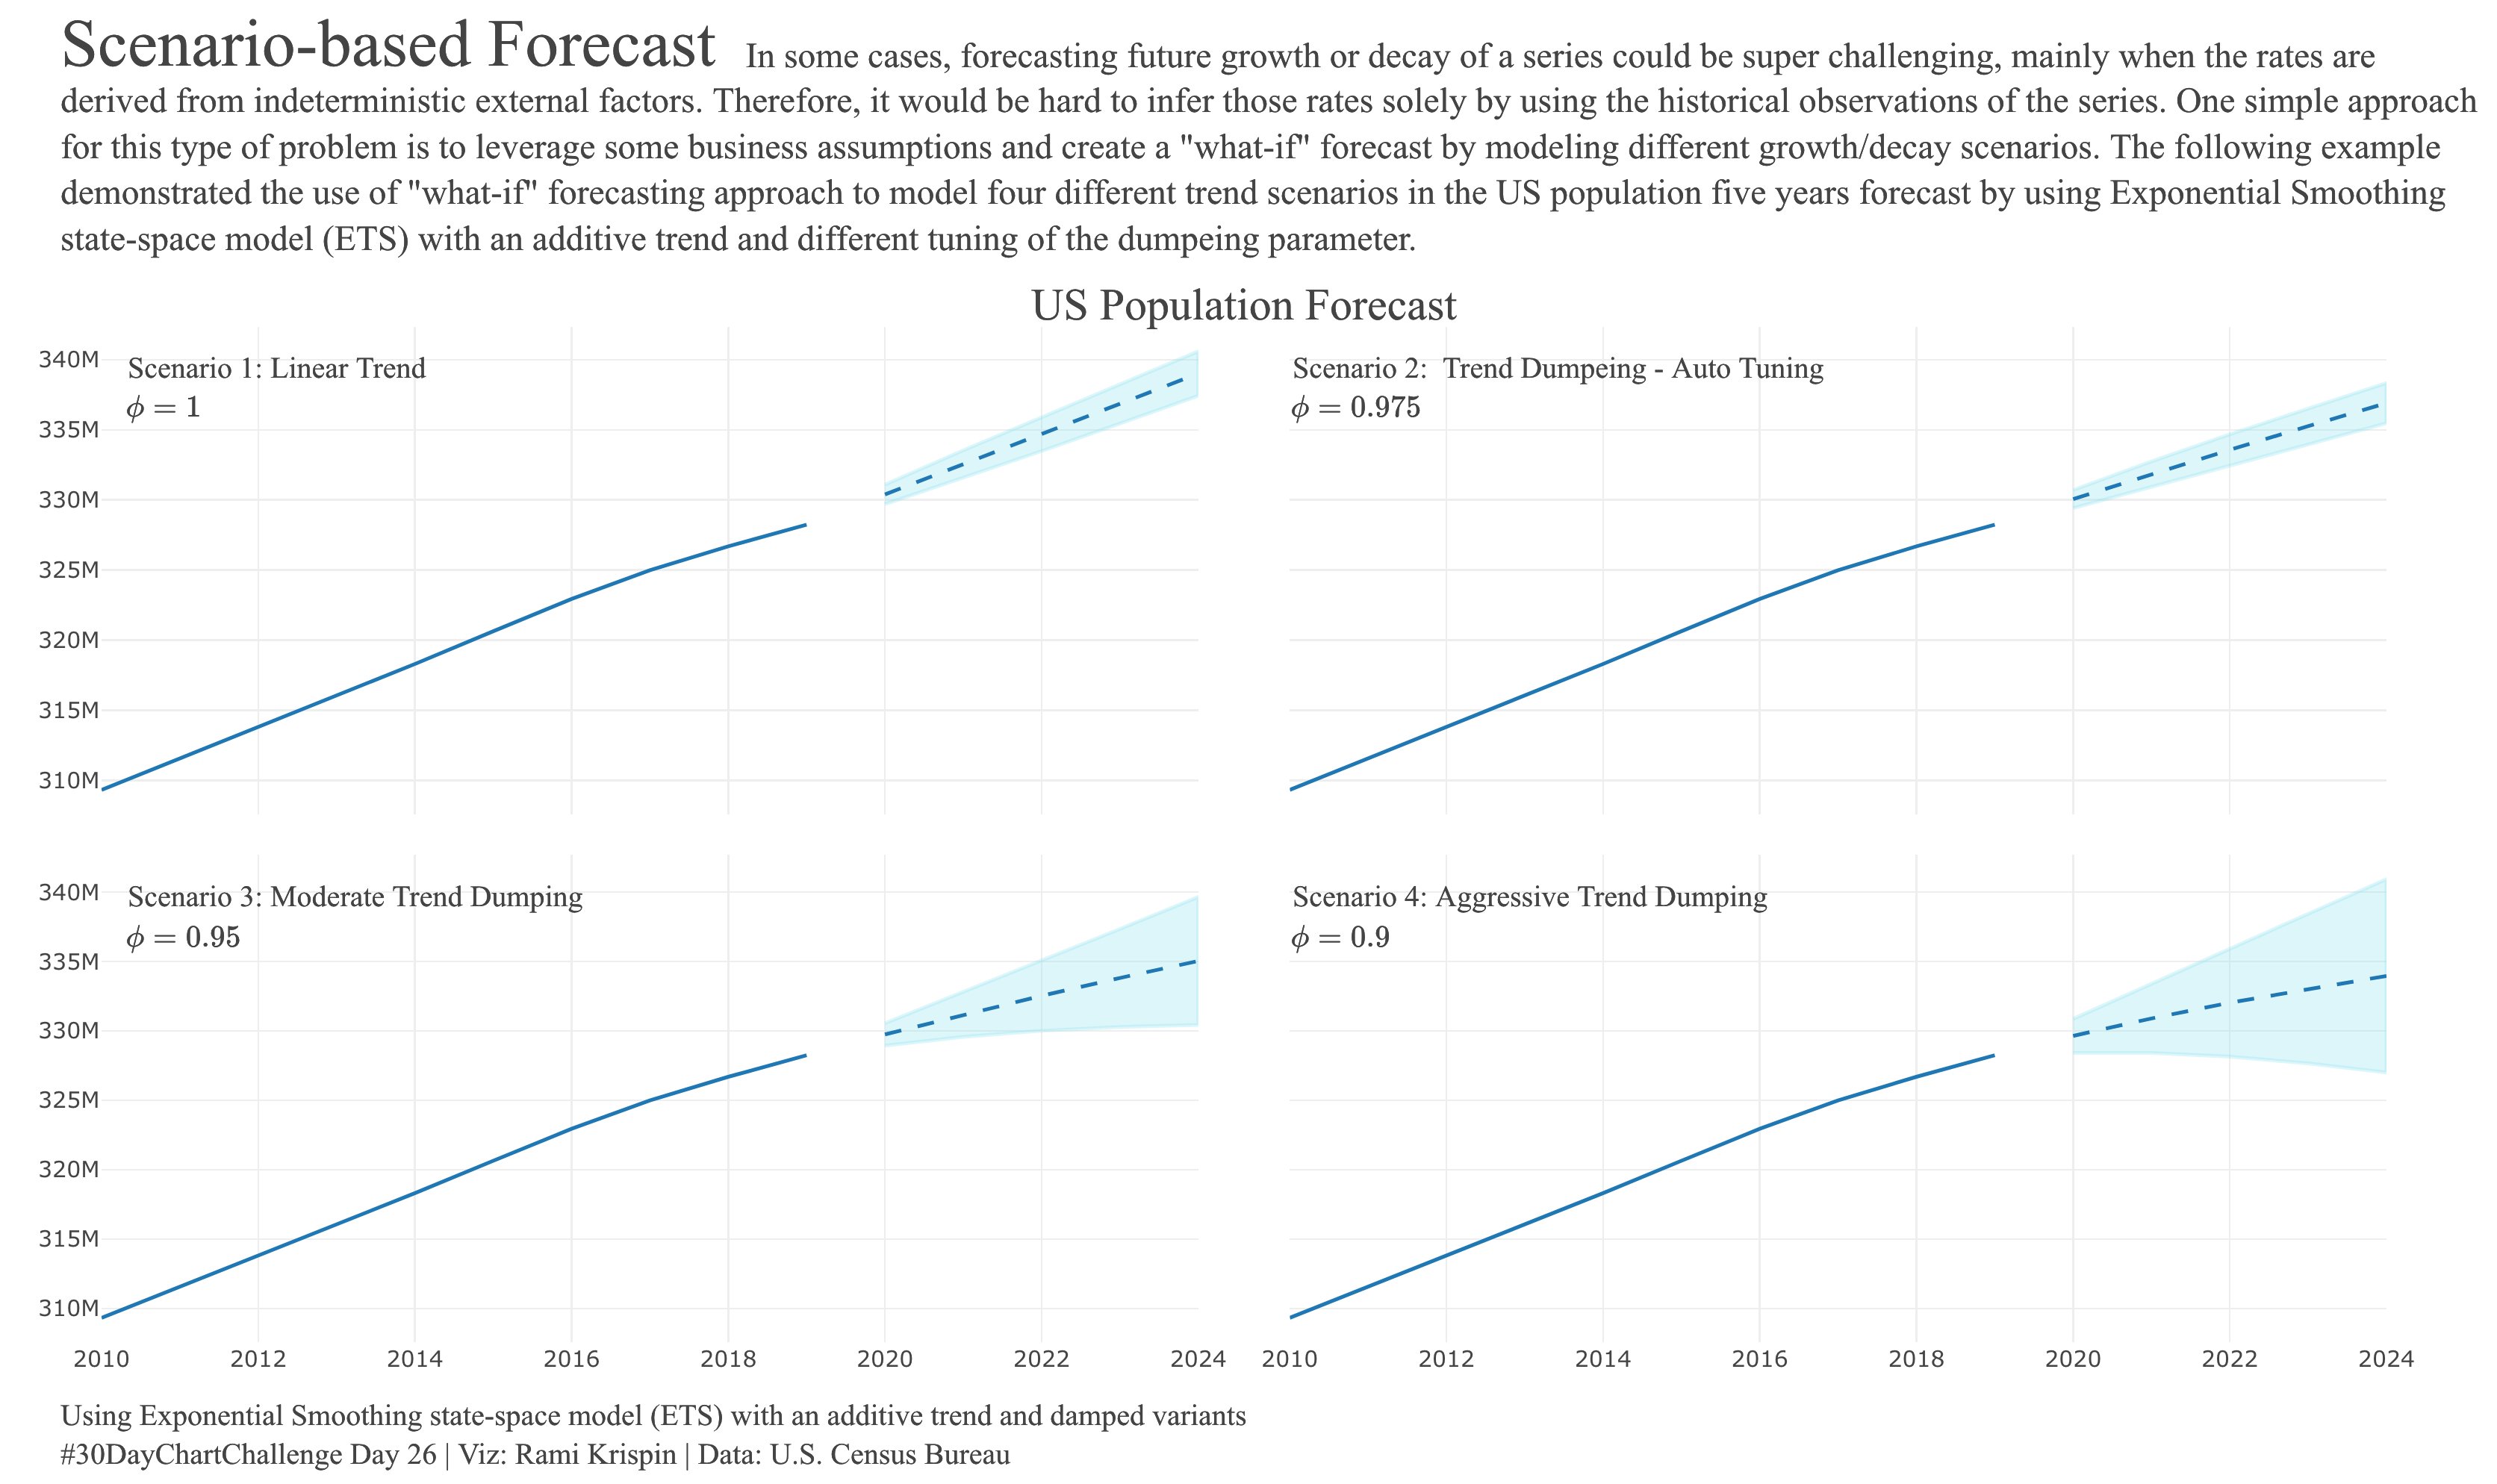 Scenario-based Forecast In some cases, forecasting future growth or decay of a series could be super challenging, mainly when the rates are
derived from indeterministic external factors. Therefore, it would be hard to infer those rates solely by using the historical observations of the series. One simple approach
for this type of problem is to leverage some business assumptions and create a "what-if" forecast by modeling different growth/decay scenarios. The following example
demonstrated the use of "what-if" forecasting approach to model four different trend scenarios in the US population five years forecast by using Exponential Smoothing
state-space model (ETS) with an additive trend and different tuning of the dumpeing parameter.
US Population Forecast
Scenario 1: Linear Trend
ϕ = 1
340M
335M
330M
325M
320M
315M
310M
Scenario 2: Trend Dumpeing - Auto Tuning
ϕ = 0.975
Scenario 3: Moderate Trend Dumping
ϕ = 0.95
340M
335M
330M
325M
320M
315M
310M
2010 2012 2014 2016 2018 2020 2022 2024
Scenario 4: Aggressive Trend Dumping
ϕ = 0.9
2010 2012 2014 2016 2018 2020 2022 2024
Using Exponential Smoothing state-space model (ETS) with an additive trend and damped variants
#30DayChartChallenge Day 26 | Viz: Rami Krispin | Data: U.S. Census Bureau